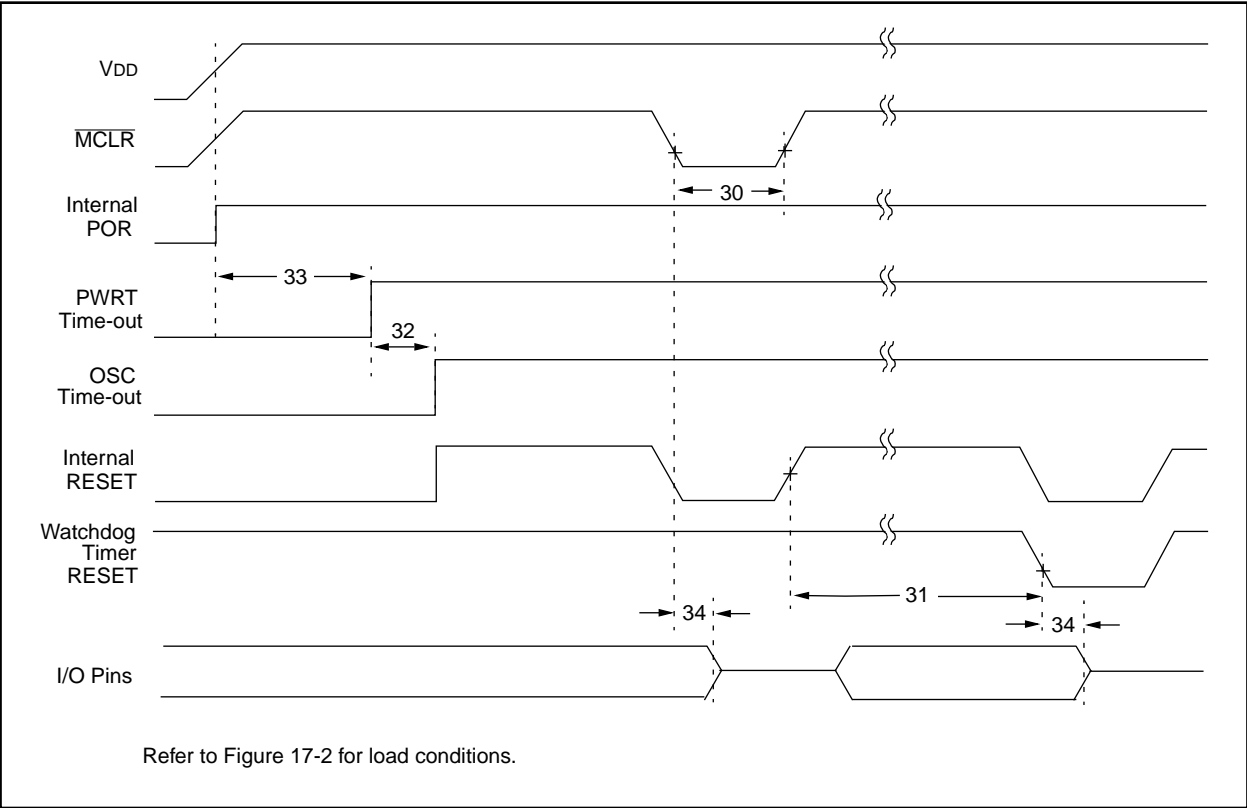 VDD
MCLR
30
Internal
POR
33
PWRT
Time-out
32
OSC
Time-out
Internal
RESET
Watchdog
Timer
RESET
31
34
34
I/O Pins
Refer to Figure 17-2 for load conditions.